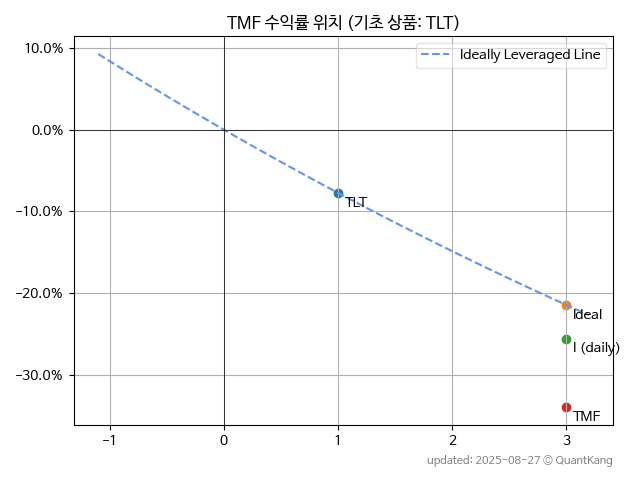 TMF 수익률 위치 (기초 상품: TLT)
10.0%
Ideally Leveraged Line
0.0%
TLT
−10.0%
−20.0%
Ideal
I (daily)
−30.0%
TMF
−1
0
1
2
3
updated: 2025-08-27 © QuantKang